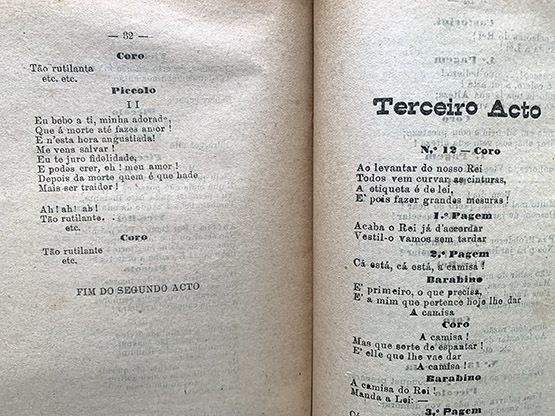 — 32 —
Coro
Tão rutilanta
etc. etc.
Piccolo
II
Eu bebo a ti, minha adorada,
Que á morte até fazes amor!
E n'esta hora angustiada!
Me vens salvar!
Eu te juro fidelidade,
E podes crer, oh! meu amor!
Depois da morte quem é que hade
Mais ser traidor!
Ah! ah! ah!
Tão rutilante.
etc.
Coro
Tão rutilante
etc.
FIM DO SEGUNDO ACTO
Terceiro Acto
N.º 12 — Coro
Ao levantar do nosso Rei
Todos vem curvar as cinturas,
A etiqueta é de lei,
E' pois fazer grandes mesuras!
1.º Pagem
Acaba o Rei já d'accordar
Vestil-o vamos sem tardar
2.º Pagem
Cá está, cá está, a camisa!
Barabino
E' primeiro, o que precisa,
E' a mim que pertence hoje lhe dar
A camisa
Coro
A camisa!
Mas que sorte de espantar!
E' elle que lhe vae dar
A camisa!
Barabino
A camisa do Rei!
Manda a Lei: —
3.º Pagem